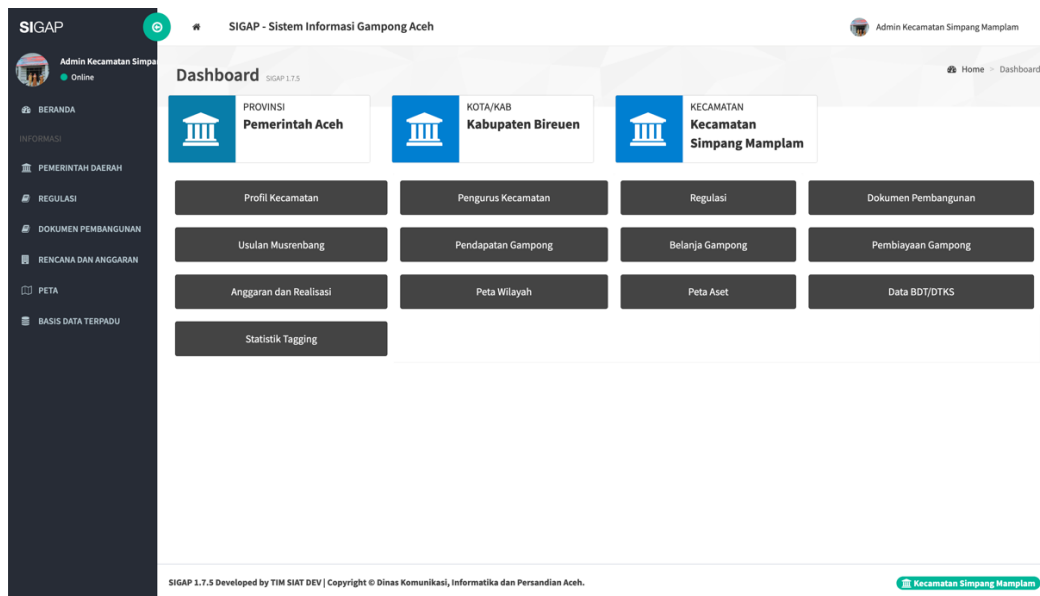 SIGAP
SIGAP - Sistem Informasi Gampong Aceh
Admin Kecamatan Simpang Mamplam
Admin Kecamatan Simpa
Online
BERANDA
INFORMASI
PEMERINTAH DAERAH
REGULASI
DOKUMEN PEMBANGUNAN
RENCANA DAN ANGGARAN
PETA
BASIS DATA TERPADU
Dashboard SIGAP 1.7.5
Home > Dashboard
PROVINSI
Pemerintah Aceh
KOTA/KAB
Kabupaten Bireuen
KECAMATAN
Kecamatan
Simpang Mamplam
Profil Kecamatan
Pengurus Kecamatan
Regulasi
Dokumen Pembangunan
Usulan Musrenbang
Pendapatan Gampong
Belanja Gampong
Pembiayaan Gampong
Anggaran dan Realisasi
Peta Wilayah
Peta Aset
Data BDT/DTKS
Statistik Tagging
SIGAP 1.7.5 Developed by TIM SIAT DEV | Copyright © Dinas Komunikasi, Informatika dan Persandian Aceh.
Kecamatan Simpang Mamplam